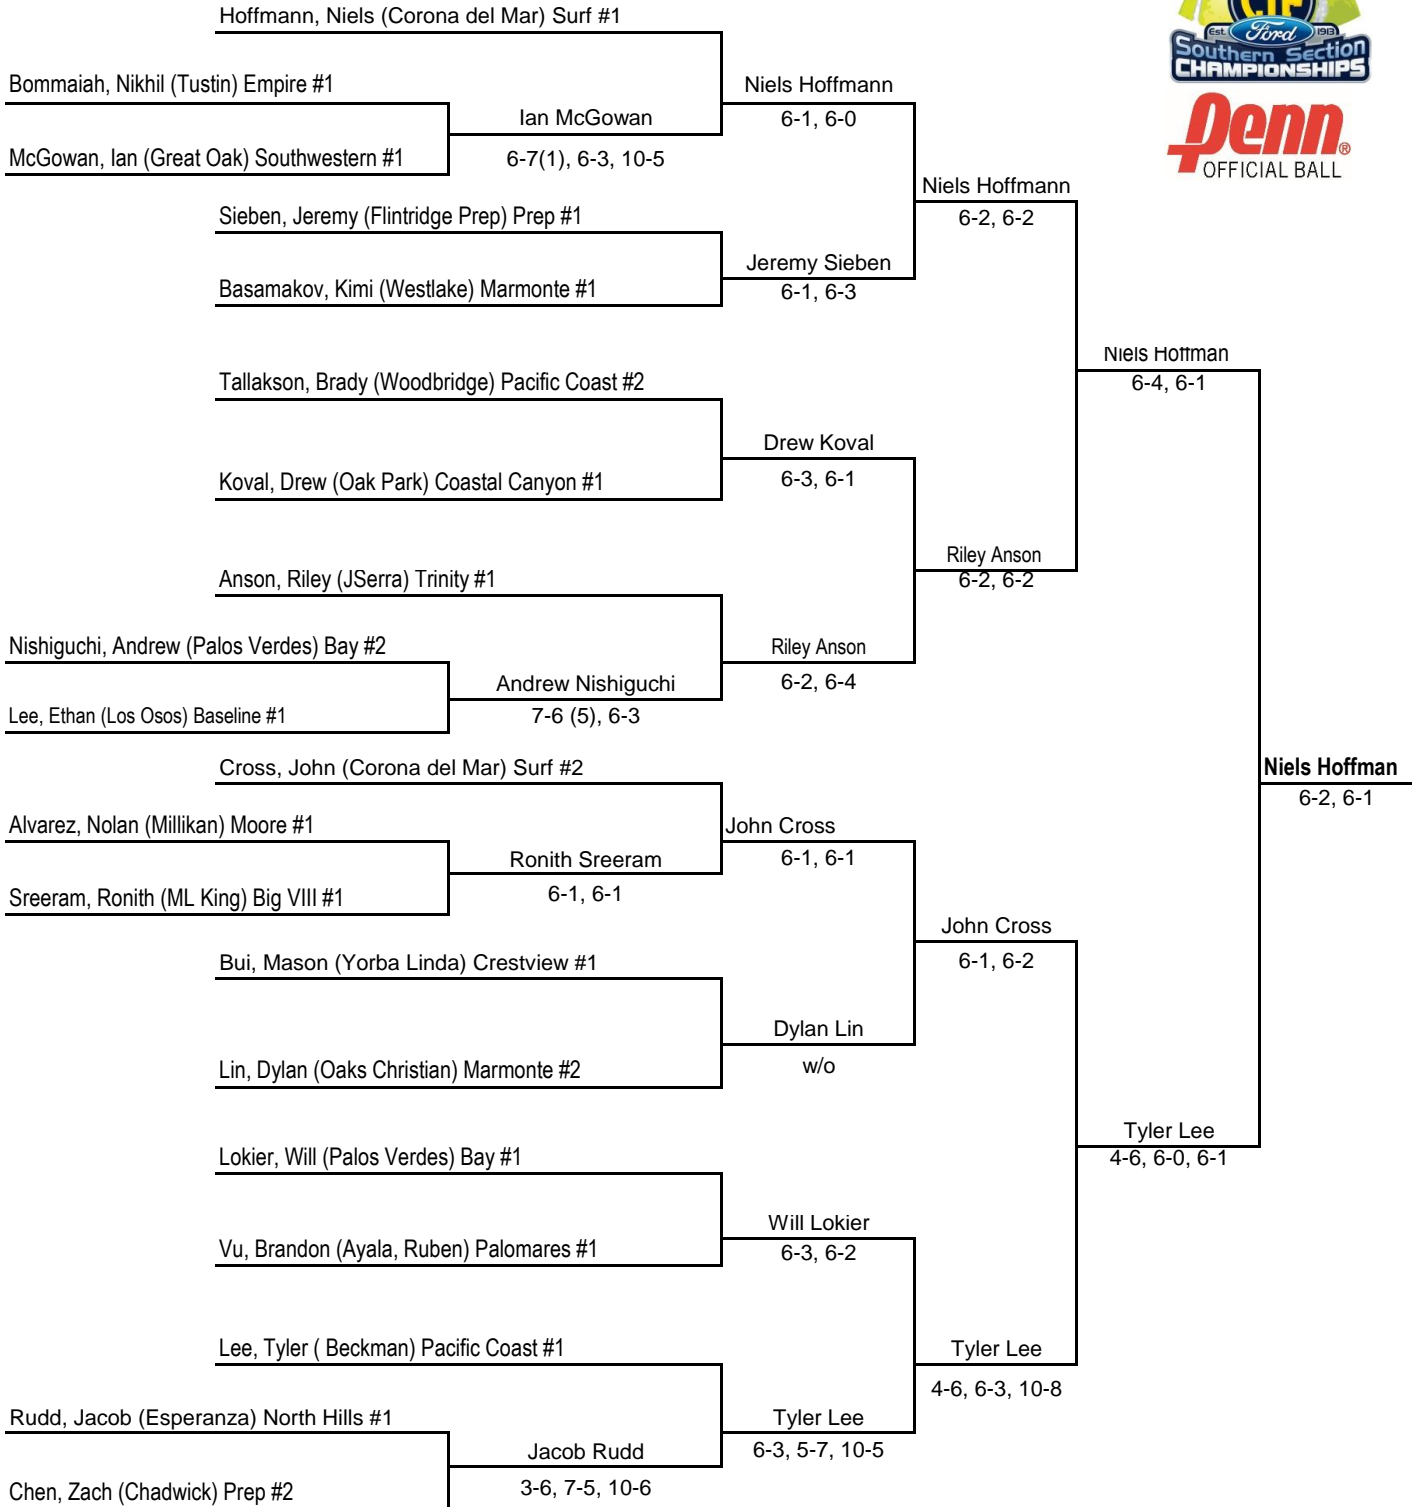 Hoffmann, Niels (Corona del Mar) Surf #1
CIF
Est. Ford 1913
Southern Section
CHAMPIONSHIPS
Bommaiah, Nikhil (Tustin) Empire #1
Niels Hoffmann
Ian McGowan
6-1, 6-0
Penn®
OFFICIAL BALL
McGowan, Ian (Great Oak) Southwestern #1
6-7(1), 6-3, 10-5
Niels Hoffmann
Sieben, Jeremy (Flintridge Prep) Prep #1
6-2, 6-2
Jeremy Sieben
Basamakov, Kimi (Westlake) Marmonte #1
6-1, 6-3
Niels Hoffman
Tallakson, Brady (Woodbridge) Pacific Coast #2
6-4, 6-1
Drew Koval
Koval, Drew (Oak Park) Coastal Canyon #1
6-3, 6-1
Riley Anson
Anson, Riley (JSerra) Trinity #1
6-2, 6-2
Nishiguchi, Andrew (Palos Verdes) Bay #2
Riley Anson
Andrew Nishiguchi
6-2, 6-4
Lee, Ethan (Los Osos) Baseline #1
7-6 (5), 6-3
Cross, John (Corona del Mar) Surf #2
Niels Hoffman
6-2, 6-1
Alvarez, Nolan (Millikan) Moore #1
John Cross
Ronith Sreeram
6-1, 6-1
Sreeram, Ronith (ML King) Big VIII #1
6-1, 6-1
John Cross
Bui, Mason (Yorba Linda) Crestview #1
6-1, 6-2
Dylan Lin
Lin, Dylan (Oaks Christian) Marmonte #2
w/o
Tyler Lee
Lokier, Will (Palos Verdes) Bay #1
4-6, 6-0, 6-1
Will Lokier
Vu, Brandon (Ayala, Ruben) Palomares #1
6-3, 6-2
Lee, Tyler ( Beckman) Pacific Coast #1
Tyler Lee
4-6, 6-3, 10-8
Rudd, Jacob (Esperanza) North Hills #1
Tyler Lee
Jacob Rudd
6-3, 5-7, 10-5
Chen, Zach (Chadwick) Prep #2
3-6, 7-5, 10-6